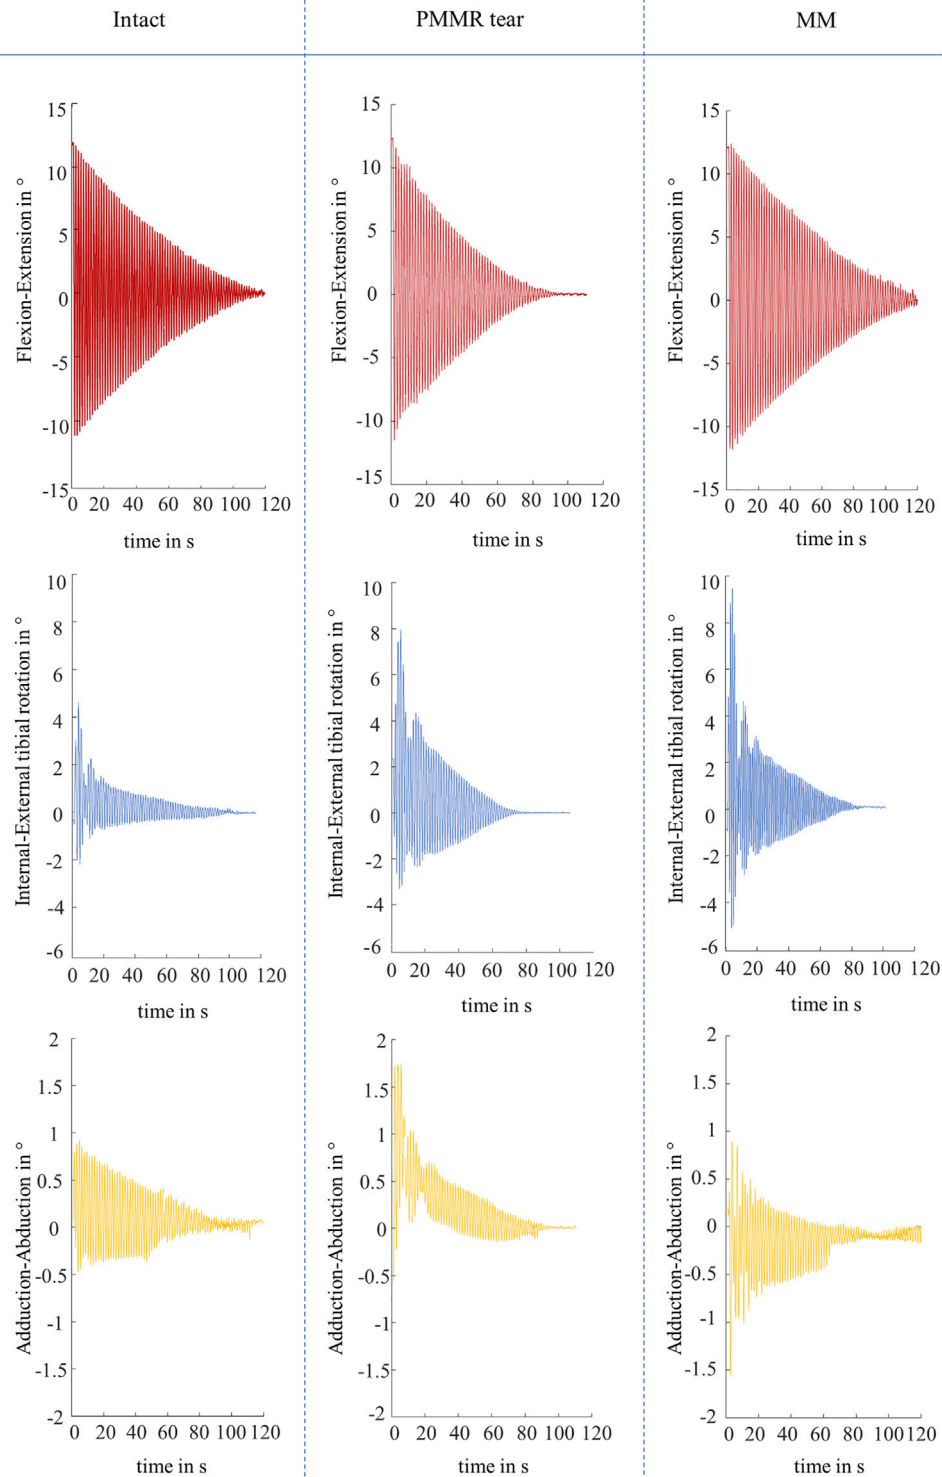 Intact PMMR tear MM
Flexion-Extension in °
15
10
5
0
-5
-10
-15
0 20 40 60 80 100 120
time in s
Flexion-Extension in °
15
10
5
0
-5
-10
-15
0 20 40 60 80 100 120
time in s
Flexion-Extension in °
15
10
5
0
-5
-10
-15
0 20 40 60 80 100 120
time in s
Internal-External tibial rotation in °
10
8
6
4
2
0
-2
-4
-6
0 20 40 60 80 100 120
time in s
Internal-External tibial rotation in °
10
8
6
4
2
0
-2
-4
-6
0 20 40 60 80 100 120
time in s
Internal-External tibial rotation in °
10
8
6
4
2
0
-2
-4
-6
0 20 40 60 80 100 120
time in s
Adduction-Abduction in °
2
1.5
1
0.5
0
-0.5
-1
-1.5
-2
0 20 40 60 80 100 120
time in s
Adduction-Abduction in °
2
1.5
1
0.5
0
-0.5
-1
-1.5
-2
0 20 40 60 80 100 120
time in s
Adduction-Abduction in °
2
1.5
1
0.5
0
-0.5
-1
-1.5
-2
0 20 40 60 80 100 120
time in s